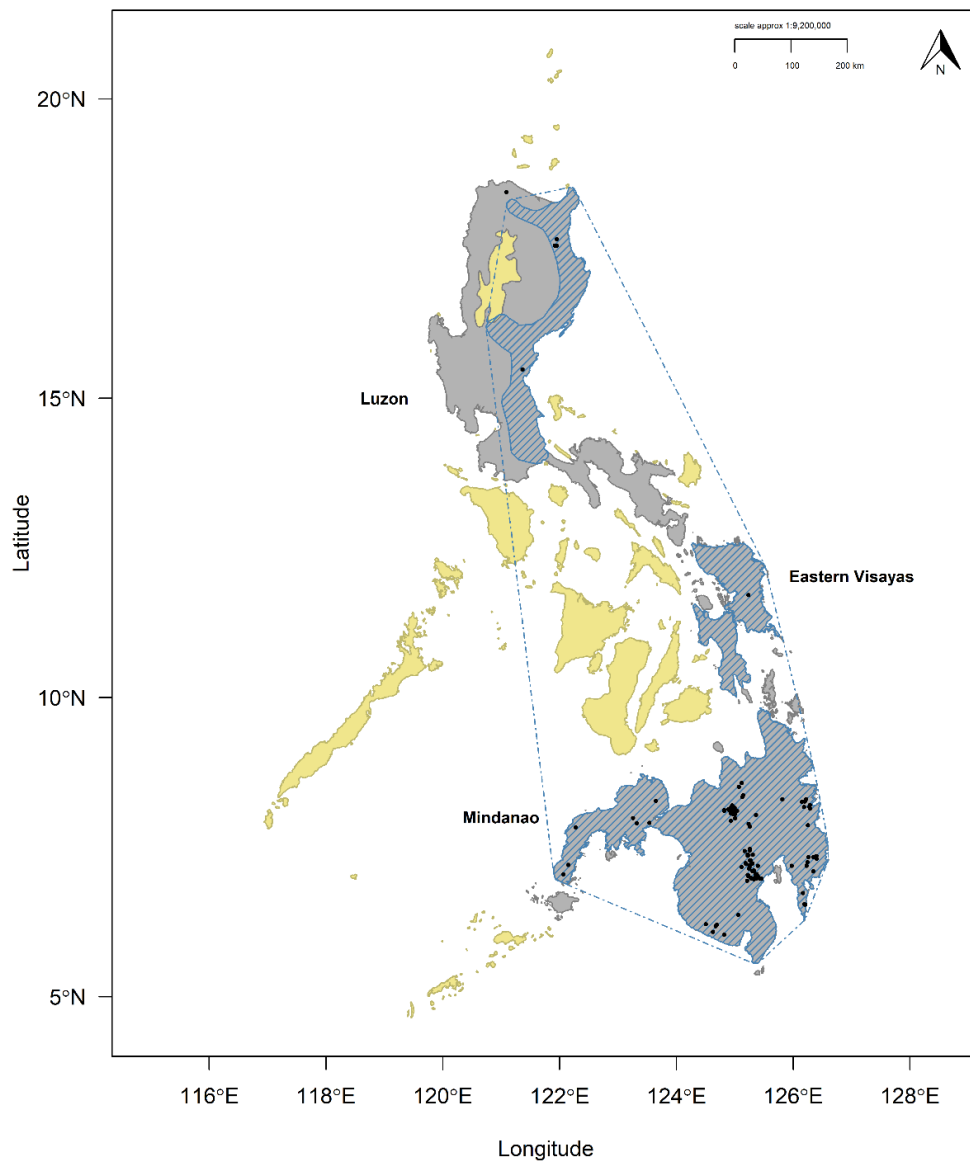 scale approx 1:9,200,000
0 100 200 km
N
20°N
15°N
10°N
5°N
Latitude
Luzon
Eastern Visayas
Mindanao
116°E 118°E 120°E 122°E 124°E 126°E 128°E
Longitude